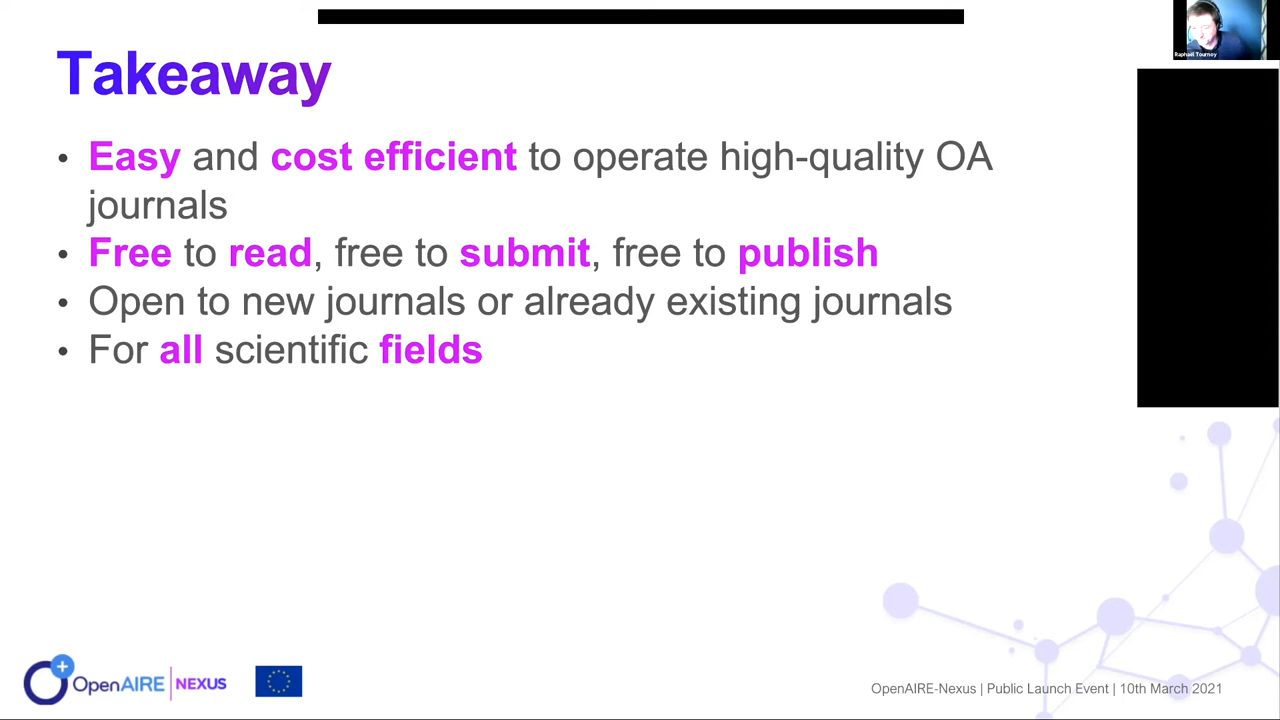 Raphaël Tournoy
Takeaway
• Easy and cost efficient to operate high-quality OA
journals
• Free to read, free to submit, free to publish
• Open to new journals or already existing journals
• For all scientific fields
OpenAIRE | NEXUS
OpenAIRE-Nexus | Public Launch Event | 10th March 2021